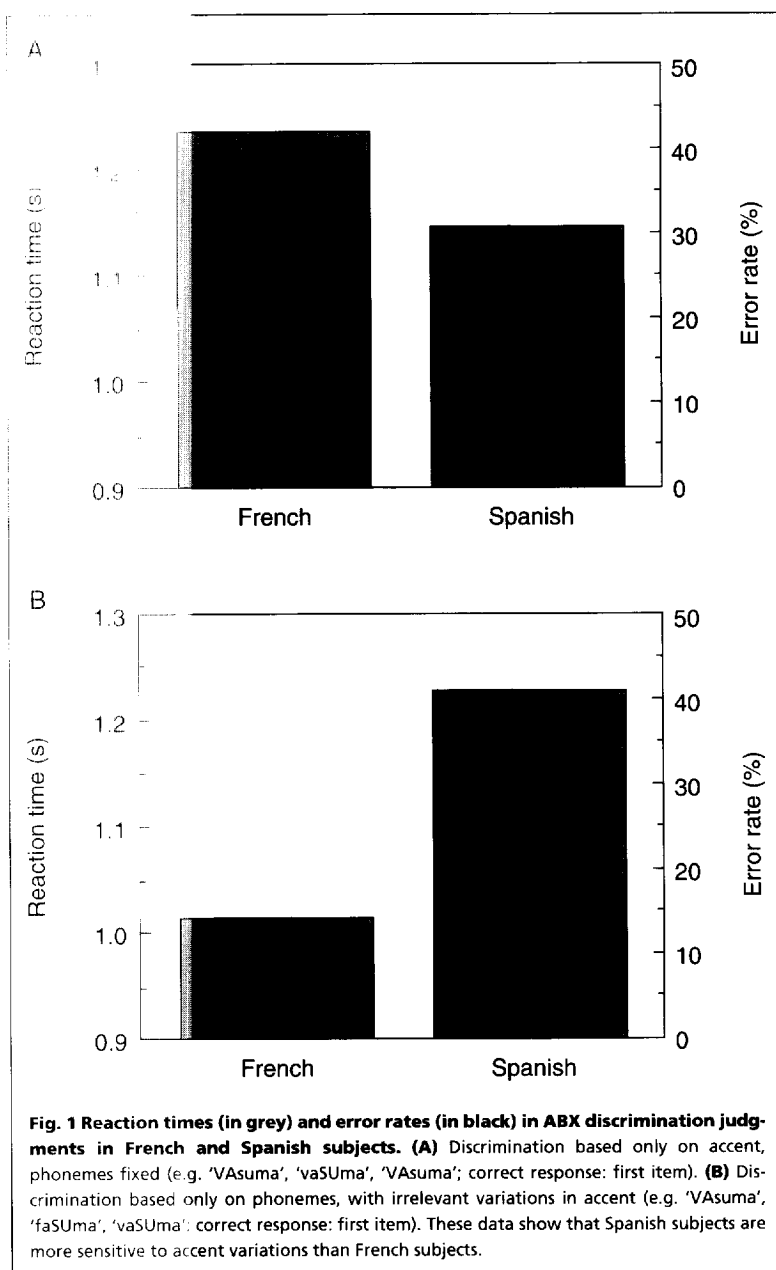 A
50
40
30
20
10
0
1.2
1.1
1.0
0.9
Reaction time (s)
Error rate (%)
French Spanish
B
1.3
1.2
1.1
1.0
0.9
50
40
30
20
10
0
Reaction time (s)
Error rate (%)
French Spanish
Fig. 1 Reaction times (in grey) and error rates (in black) in ABX discrimination judg-
ments in French and Spanish subjects. (A) Discrimination based only on accent,
phonemes fixed (e.g. 'VAsuma', 'vaSUma', 'VAsuma'; correct response: first item). (B) Dis-
crimination based only on phonemes, with irrelevant variations in accent (e.g. 'VAsuma',
'faSUma', 'vaSUma'; correct response: first item). These data show that Spanish subjects are
more sensitive to accent variations than French subjects.